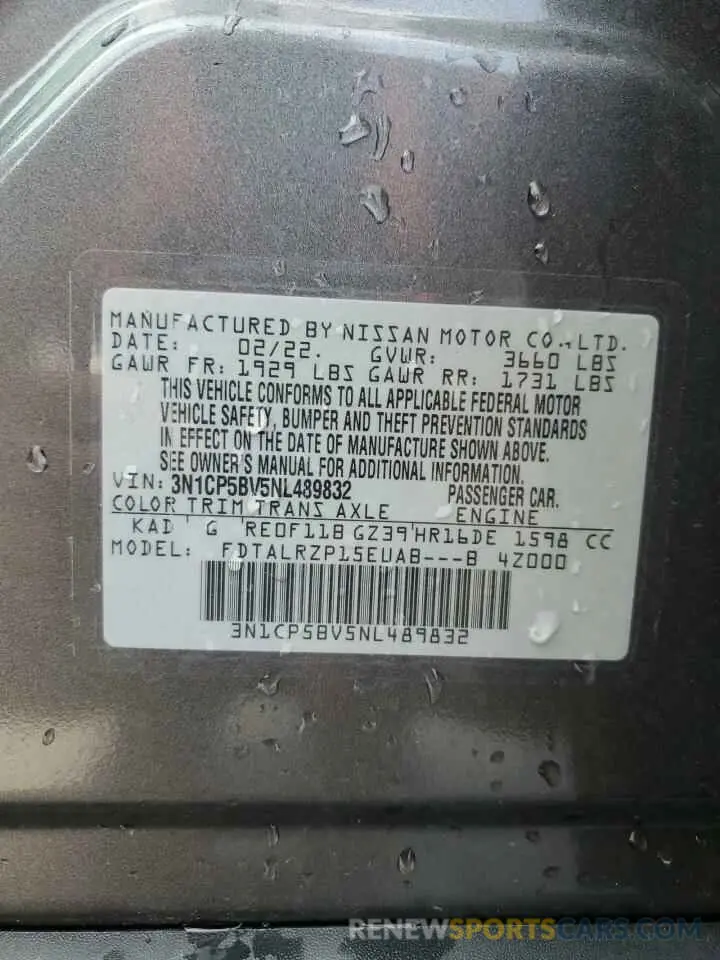 MANUFACTURED BY NISSAN MOTOR CO., LTD.
DATE: 02/22. GVWR: 3660 LBS
GAWR FR: 1929 LBS GAWR RR: 1731 LBS
THIS VEHICLE CONFORMS TO ALL APPLICABLE FEDERAL MOTOR
VEHICLE SAFETY, BUMPER AND THEFT PREVENTION STANDARDS
IN EFFECT ON THE DATE OF MANUFACTURE SHOWN ABOVE.
SEE OWNER'S MANUAL FOR ADDITIONAL INFORMATION.
VIN: 3N1CP5BV5NL489832 PASSENGER CAR.
COLOR TRIM TRANS AXLE ENGINE
KAD G RE0F11B GZ39 HR16DE 1598 CC
MODEL: FDTALRZP15EUAB---B 4Z000
3N1CP5BV5NL489832
RENEWSPORTSCARS.COM